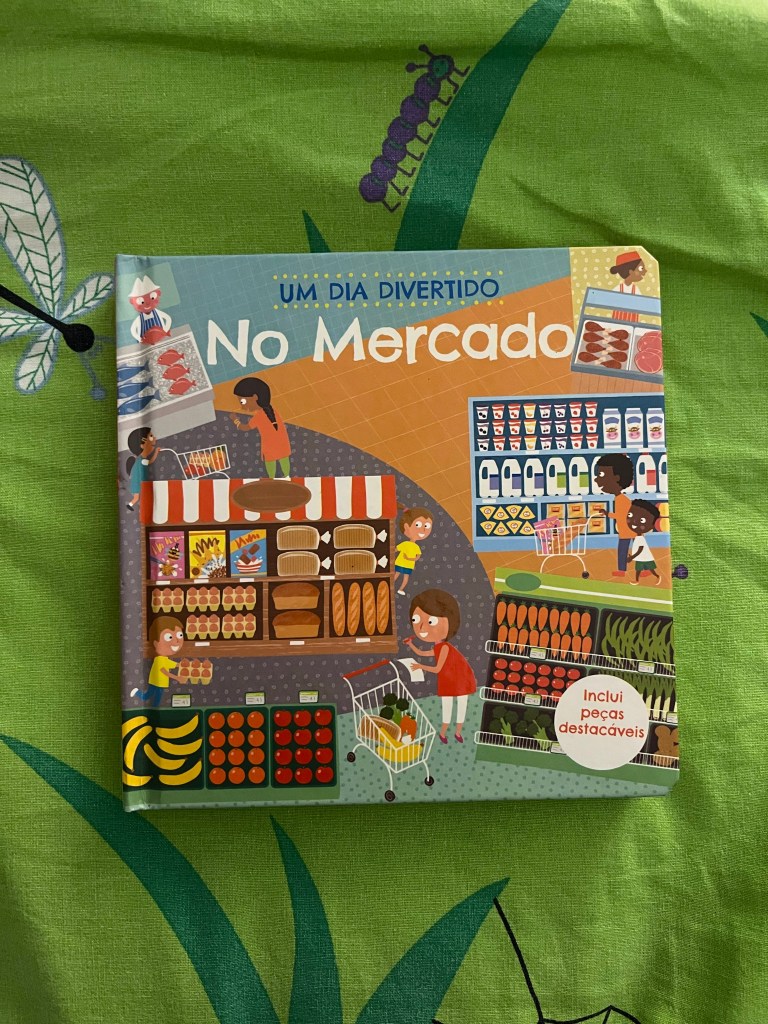 UM DIA DIVERTIDO
No Mercado
Inclui
peças
destacáveis